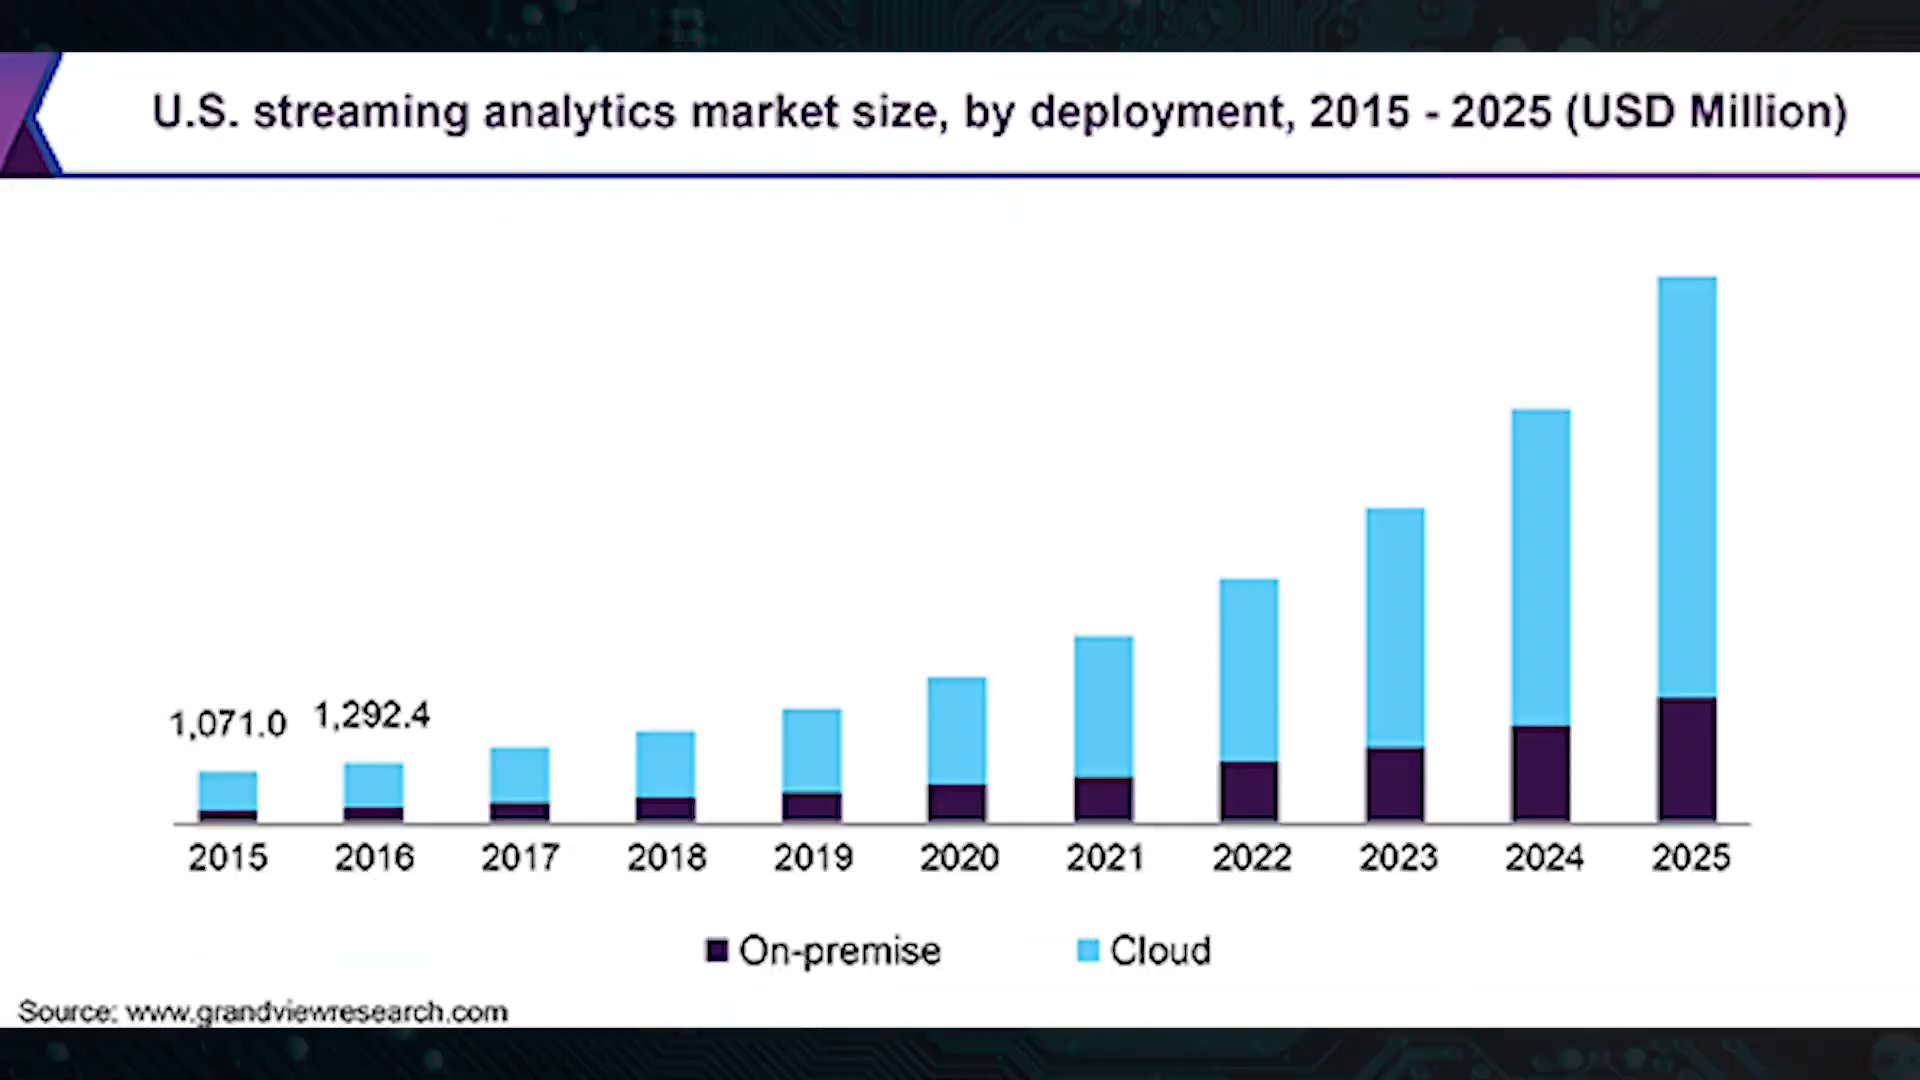 U.S. streaming analytics market size, by deployment, 2015 - 2025 (USD Million)
1,071.0 1,292.4
2015 2016 2017 2018 2019 2020 2021 2022 2023 2024 2025
On-premise Cloud
Source: www.grandviewresearch.com